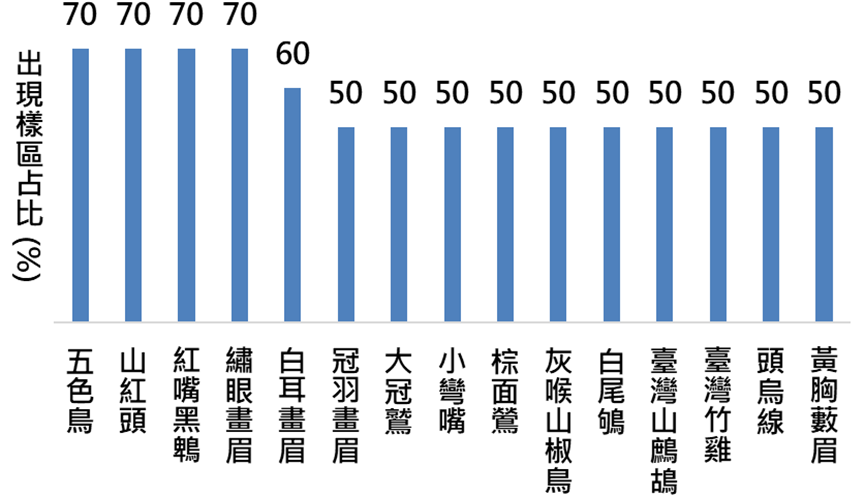 70 70 70 70 60 50 50 50 50 50 50 50 50 50 50
出現樣區占比(%)
五色鳥
山紅頭
紅嘴黑鵯
繡眼畫眉
白耳畫眉
冠羽畫眉
大冠鷲
小彎嘴
棕面鶯
灰喉山椒鳥
白尾鴝
臺灣山鷓鴣
臺灣竹雞
頭烏線
黃胸藪眉